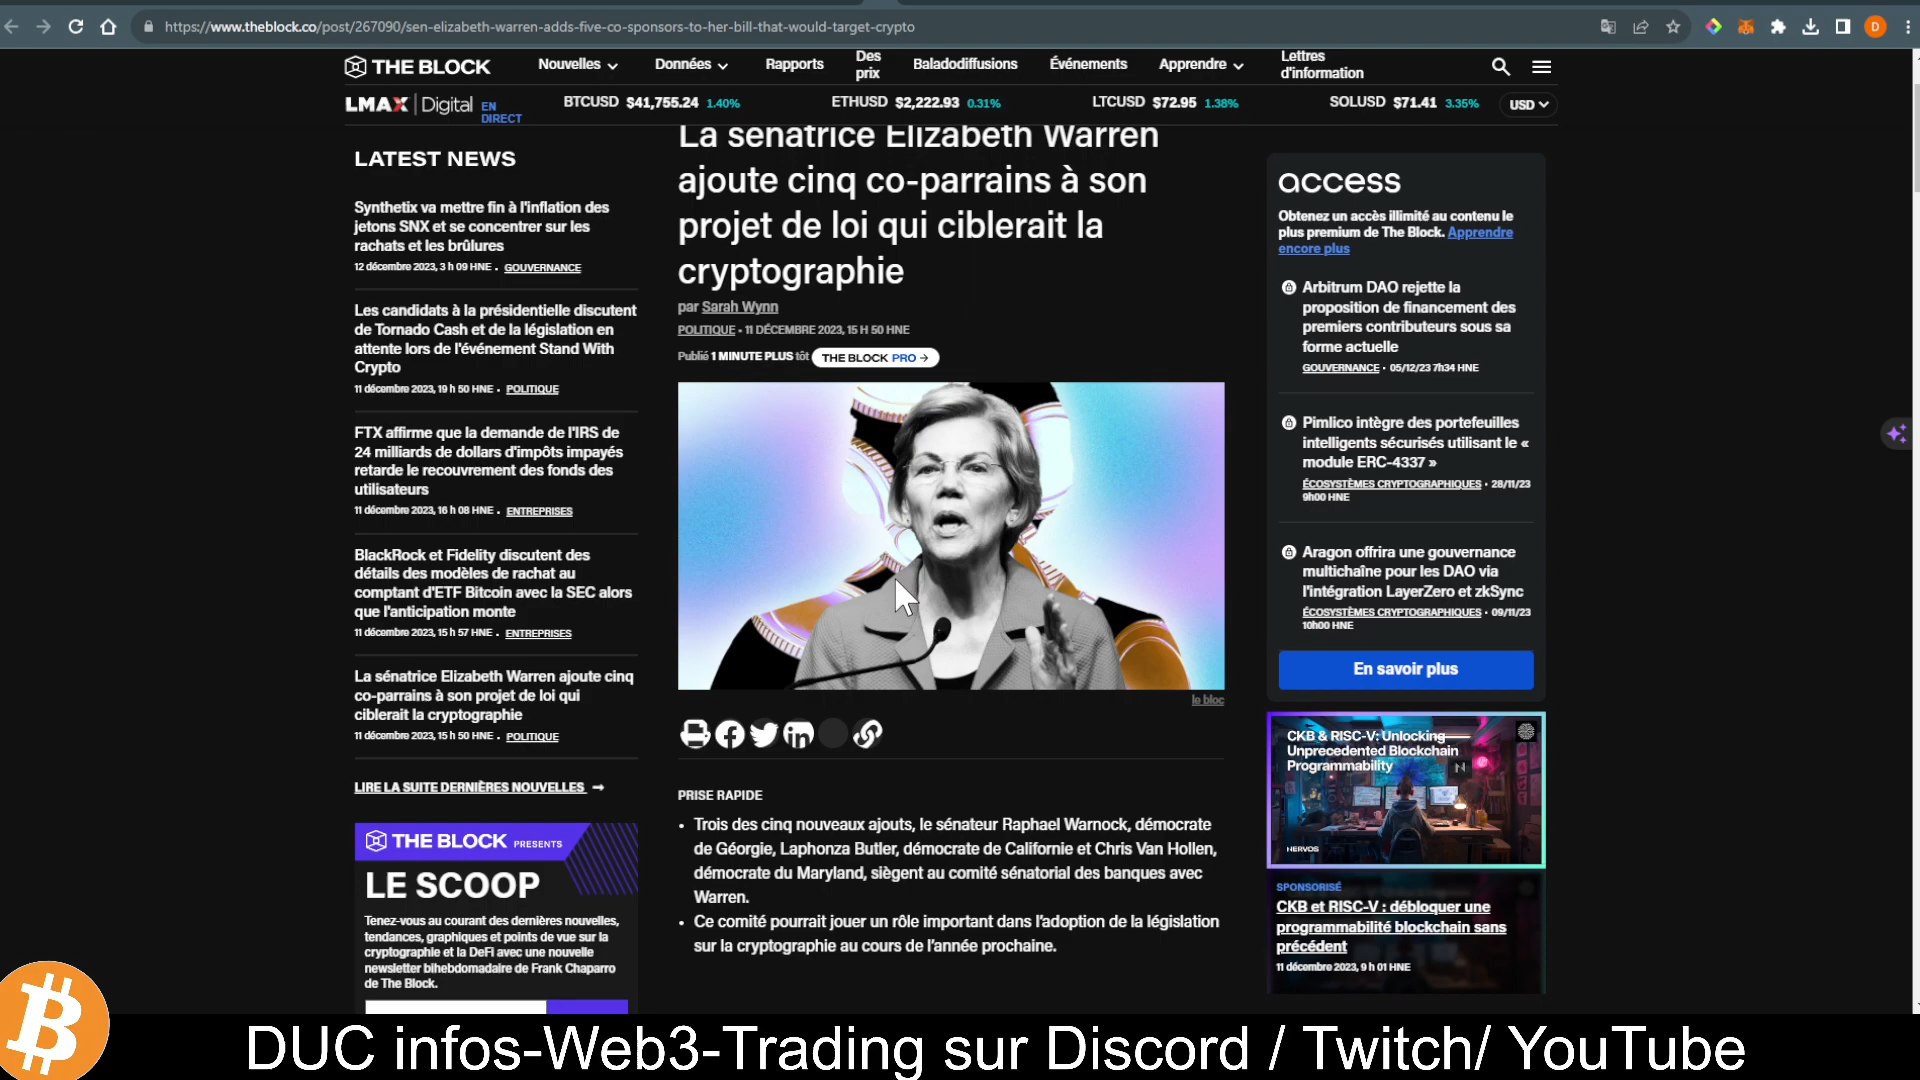 https://www.theblock.co/post/267090/sen-elizabeth-warren-adds-five-co-sponsors-to-her-bill-that-would-target-crypto
D
THE BLOCK
Nouvelles
Données
Rapports
Des
prix
Baladodiffusions
Événements
Apprendre
Lettres
d'information
LMAX Digital EN
DIRECT
BTCUSD $41,755.24 1.40%
ETHUSD $2,222.93 0.31%
LTCUSD $72.95 1.38%
SOLUSD $71.41 3.35%
USD
LATEST NEWS
Synthetix va mettre fin à l'inflation des
jetons SNX et se concentrer sur les
rachats et les brûlures
12 décembre 2023, 3 h 09 HNE • GOUVERNANCE
Les candidats à la présidentielle discutent
de Tornado Cash et de la législation en
attente lors de l'événement Stand With
Crypto
11 décembre 2023, 19 h 50 HNE • POLITIQUE
FTX affirme que la demande de l'IRS de
24 milliards de dollars d'impôts impayés
retarde le recouvrement des fonds des
utilisateurs
11 décembre 2023, 16 h 08 HNE • ENTREPRISES
BlackRock et Fidelity discutent des
détails des modèles de rachat au
comptant d'ETF Bitcoin avec la SEC alors
que l'anticipation monte
11 décembre 2023, 15 h 57 HNE • ENTREPRISES
La sénatrice Elizabeth Warren ajoute cinq
co-parrains à son projet de loi qui
ciblerait la cryptographie
11 décembre 2023, 15 h 50 HNE • POLITIQUE
LIRE LA SUITE DERNIÈRES NOUVELLES →
THE BLOCK PRESENTS
LE SCOOP
Tenez-vous au courant des dernières nouvelles,
tendances, graphiques et points de vue sur la
cryptographie et la DeFi avec une nouvelle
newsletter bihebdomadaire de Frank Chaparro
de The Block.
La sénatrice Elizabeth Warren
ajoute cinq co-parrains à son
projet de loi qui ciblerait la
cryptographie
par Sarah Wynn
POLITIQUE • 11 DÉCEMBRE 2023, 15 H 50 HNE
Publié 1 MINUTE PLUS tôt THE BLOCK PRO →
le bloc
PRISE RAPIDE
• Trois des cinq nouveaux ajouts, le sénateur Raphael Warnock, démocrate
de Géorgie, Laphonza Butler, démocrate de Californie et Chris Van Hollen,
démocrate du Maryland, siègent au comité sénatorial des banques avec
Warren.
• Ce comité pourrait jouer un rôle important dans l'adoption de la législation
sur la cryptographie au cours de l'année prochaine.
access
Obtenez un accès illimité au contenu le
plus premium de The Block. Apprendre
encore plus
Arbitrum DAO rejette la
proposition de financement des
premiers contributeurs sous sa
forme actuelle
GOUVERNANCE • 05/12/23 7h34 HNE
Pimlico intègre des portefeuilles
intelligents sécurisés utilisant le «
module ERC-4337 »
ÉCOSYSTÈMES CRYPTOGRAPHIQUES • 28/11/23
9h00 HNE
Aragon offrira une gouvernance
multichaîne pour les DAO via
l'intégration LayerZero et zkSync
ÉCOSYSTÈMES CRYPTOGRAPHIQUES • 09/11/23
10h00 HNE
En savoir plus
CKB & RISC-V: Unlocking
Unprecedented Blockchain
Programmability
HERVOS
SPONSORISÉ
CKB et RISC-V : débloquer une
programmabilité blockchain sans
précédent
11 décembre 2023, 9 h 01 HNE
DUC infos-Web3-Trading sur Discord / Twitch/ YouTube